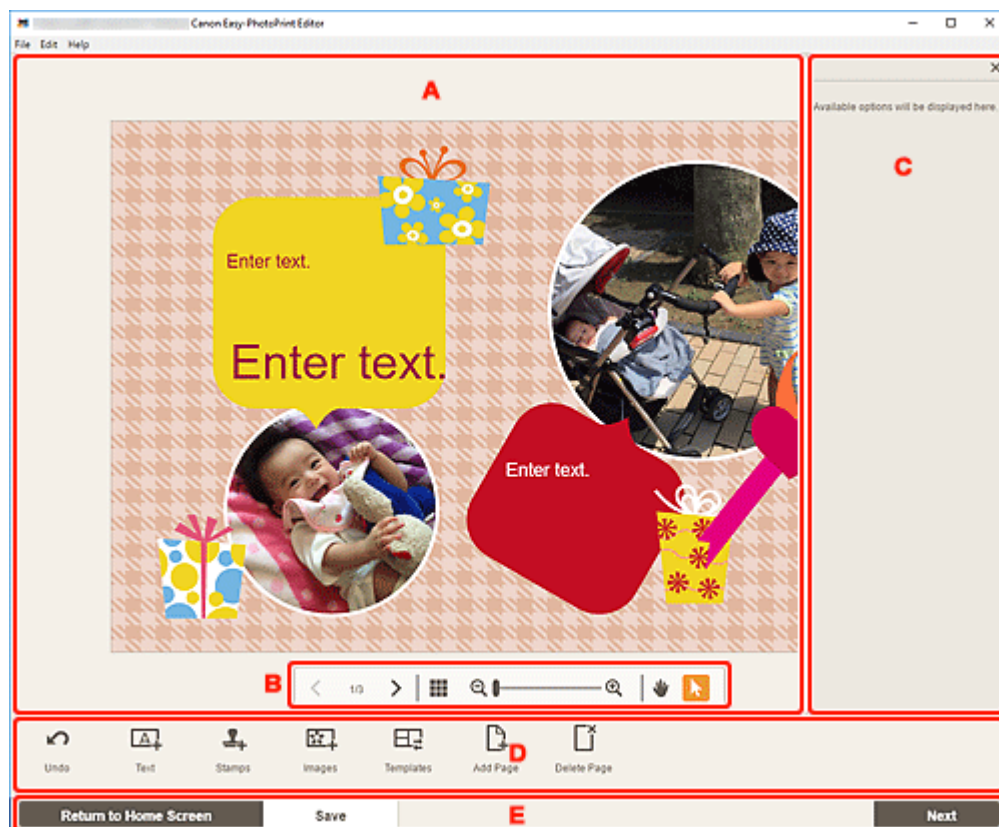 Canon Easy-PhotoPrint Editor
File Edit Help
A
Available options will be displayed here.
C
Enter text.
Enter text.
Enter text.
B
1/3
D
Undo
Text
Stamps
Images
Templates
Add Page
Delete Page
Return to Home Screen
Save
E
Next